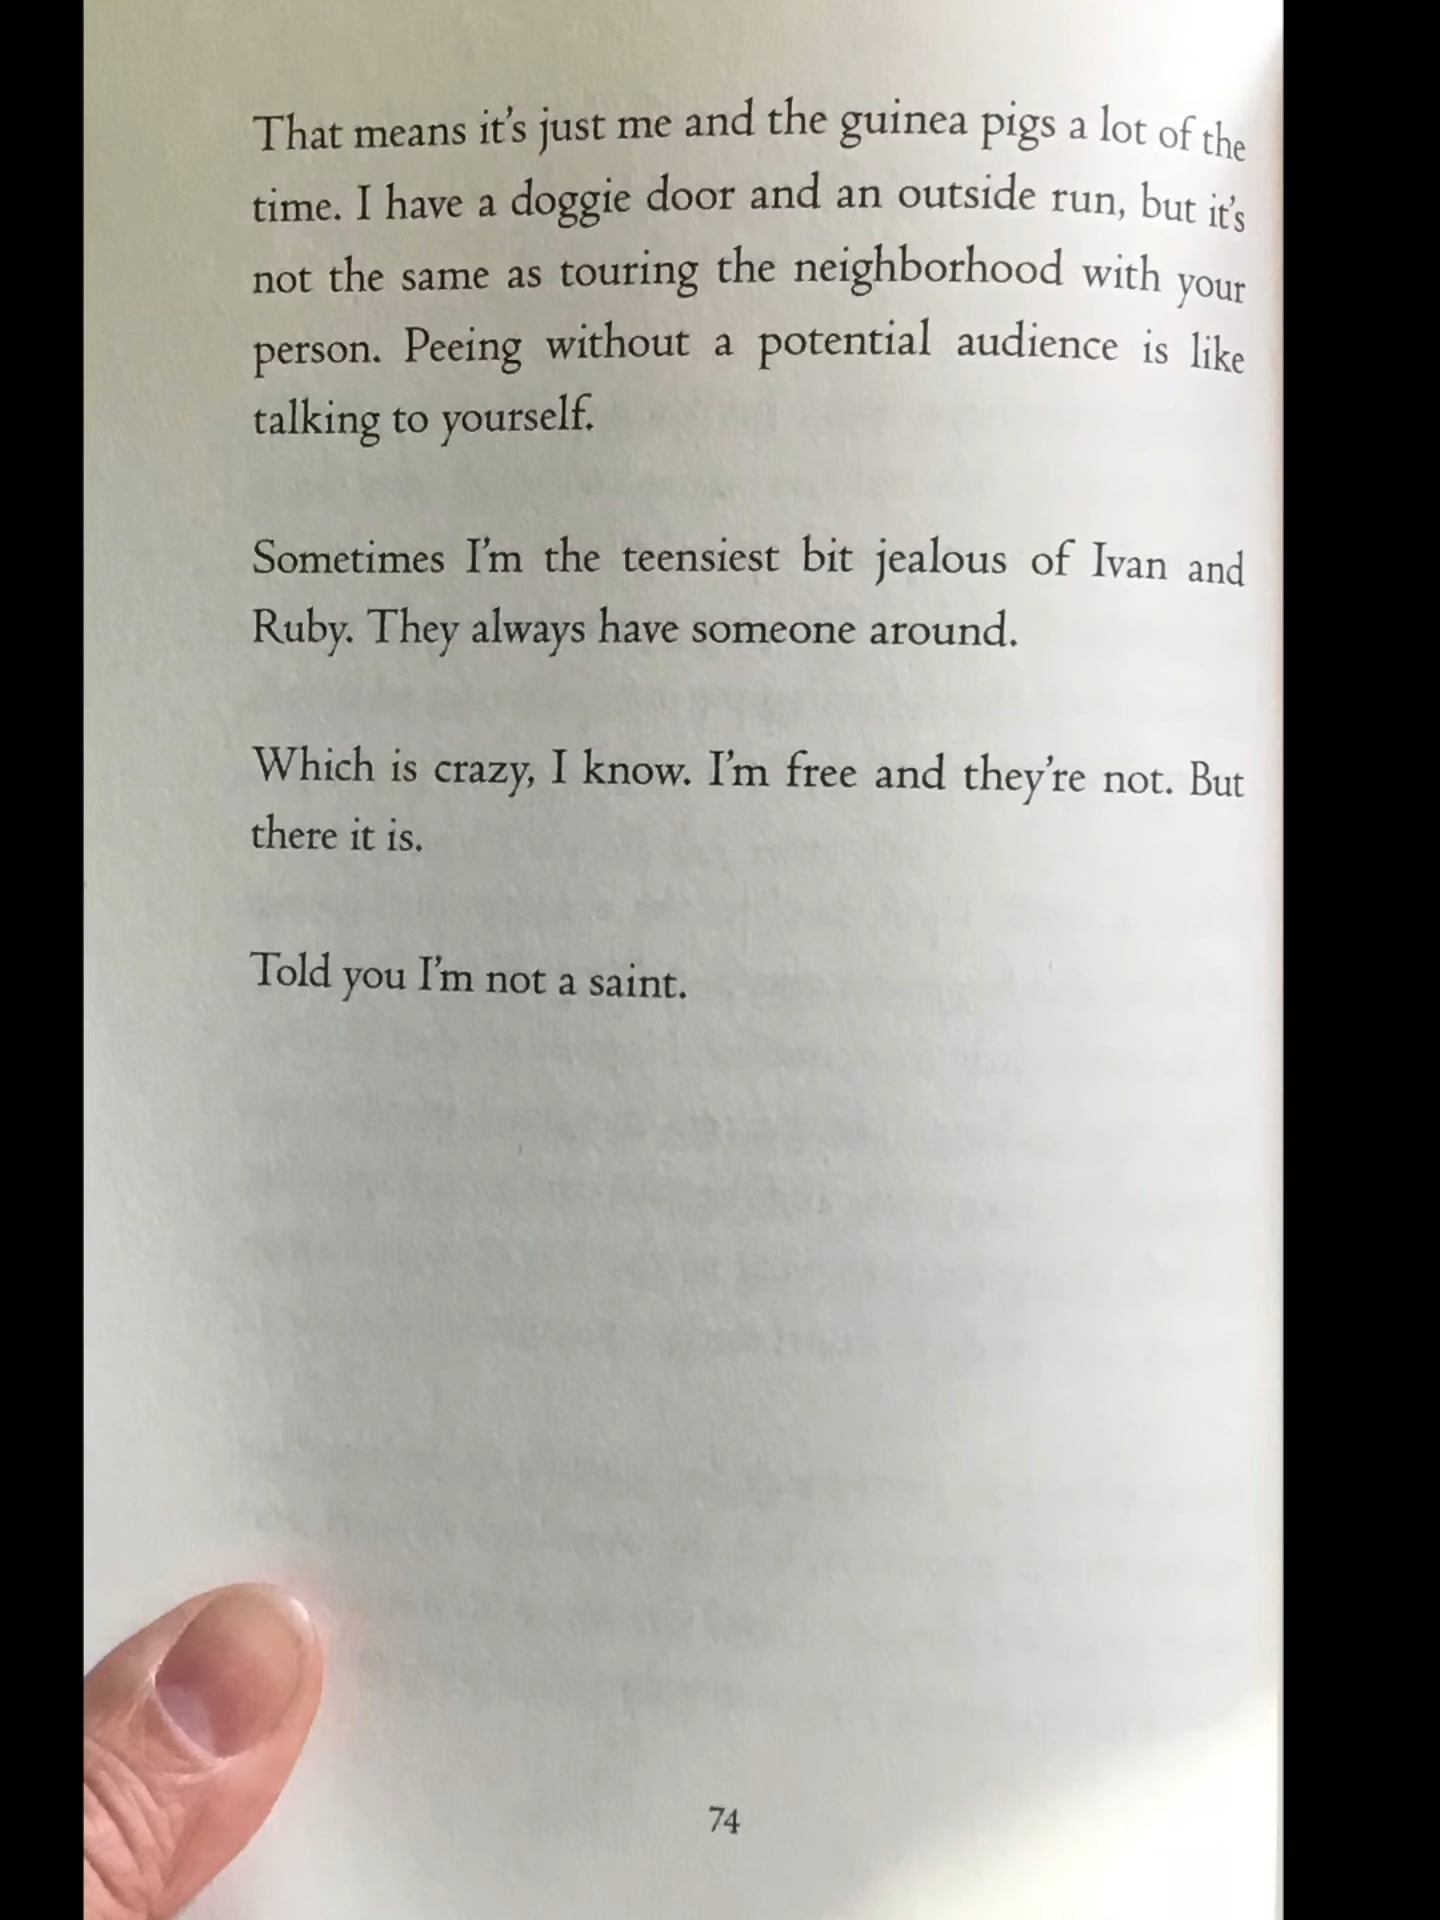 That means it's just me and the guinea pigs a lot of the
time. I have a doggie door and an outside run, but it's
not the same as touring the neighborhood with your
person. Peeing without a potential audience is like
talking to yourself.
Sometimes I'm the teensiest bit jealous of Ivan and
Ruby. They always have someone around.
Which is crazy, I know. I'm free and they're not. But
there it is.
Told you I'm not a saint.
74